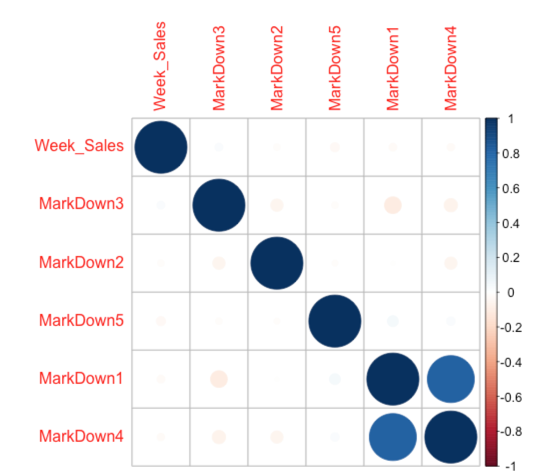 Week_Sales
MarkDown3
MarkDown2
MarkDown5
MarkDown1
MarkDown4
Week_Sales
MarkDown3
MarkDown2
MarkDown5
MarkDown1
MarkDown4
1
0.8
0.6
0.4
0.2
0
-0.2
-0.4
-0.6
-0.8
-1